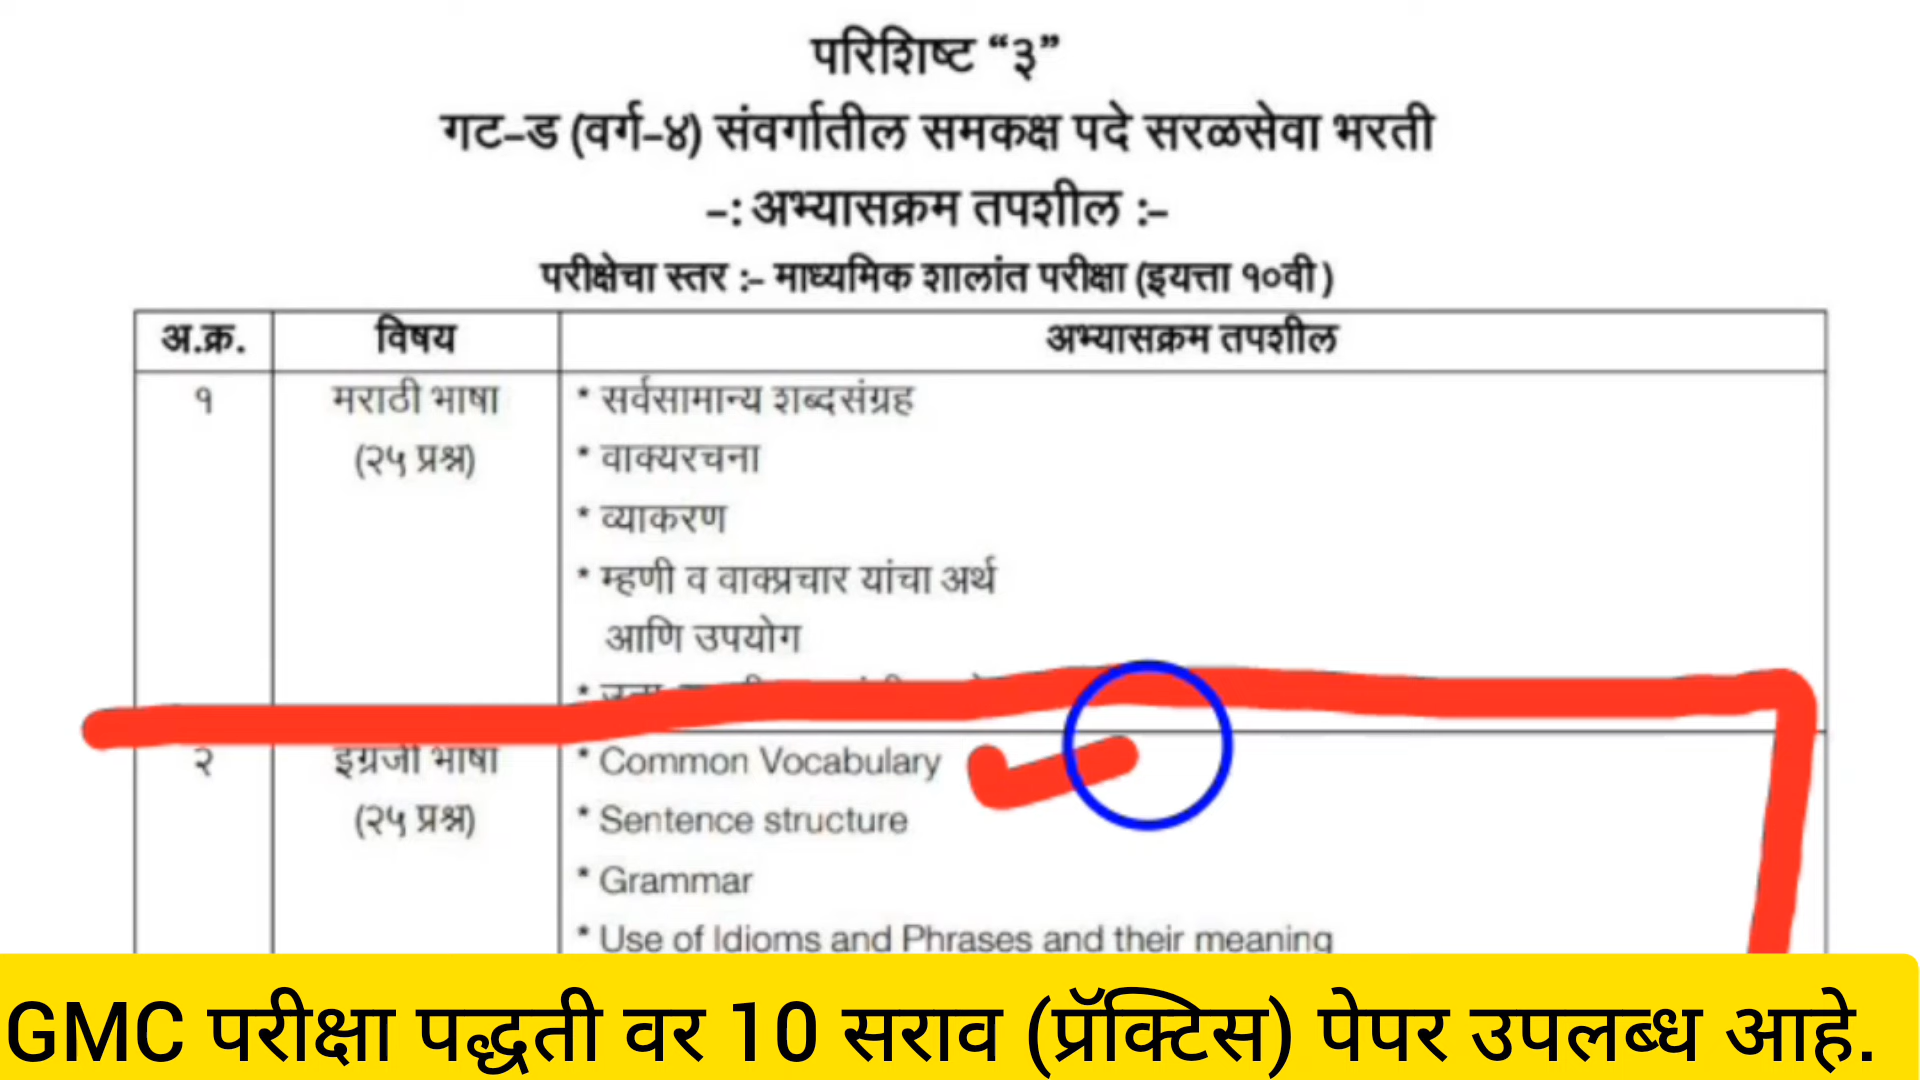 परिशिष्ट “३”
गट–ड (वर्ग–४) संवर्गातील समकक्ष पदे सरळसेवा भरती
–: अभ्यासक्रम तपशील :–
परीक्षेचा स्तर :– माध्यमिक शालांत परीक्षा (इयत्ता १०वी)
अ.क्र. विषय अभ्यासक्रम तपशील
१ मराठी भाषा * सर्वसामान्य शब्दसंग्रह
(२५ प्रश्न) * वाक्यरचना
* व्याकरण
* म्हणी व वाक्प्रचार यांचा अर्थ
आणि उपयोग
२ इंग्रजी भाषा * Common Vocabulary
(२५ प्रश्न) * Sentence structure
* Grammar
* Use of Idioms and Phrases and their meaning
GMC परीक्षा पद्धती वर 10 सराव (प्रॅक्टिस) पेपर उपलब्ध आहे.